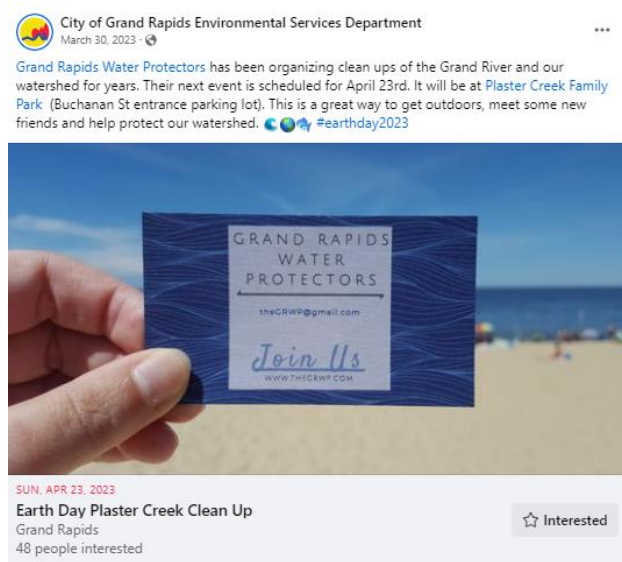 City of Grand Rapids Environmental Services Department
March 30, 2023 ·
Grand Rapids Water Protectors has been organizing clean ups of the Grand River and our
watershed for years. Their next event is scheduled for April 23rd. It will be at Plaster Creek Family
Park (Buchanan St entrance parking lot). This is a great way to get outdoors, meet some new
friends and help protect our watershed. 🌊🌍🐟 #earthday2023
GRAND RAPIDS
WATER
PROTECTORS
theGRWP@gmail.com
Join Us
WWW.THEGRWP.COM
SUN, APR 23, 2023
Earth Day Plaster Creek Clean Up
Grand Rapids
48 people interested
Interested